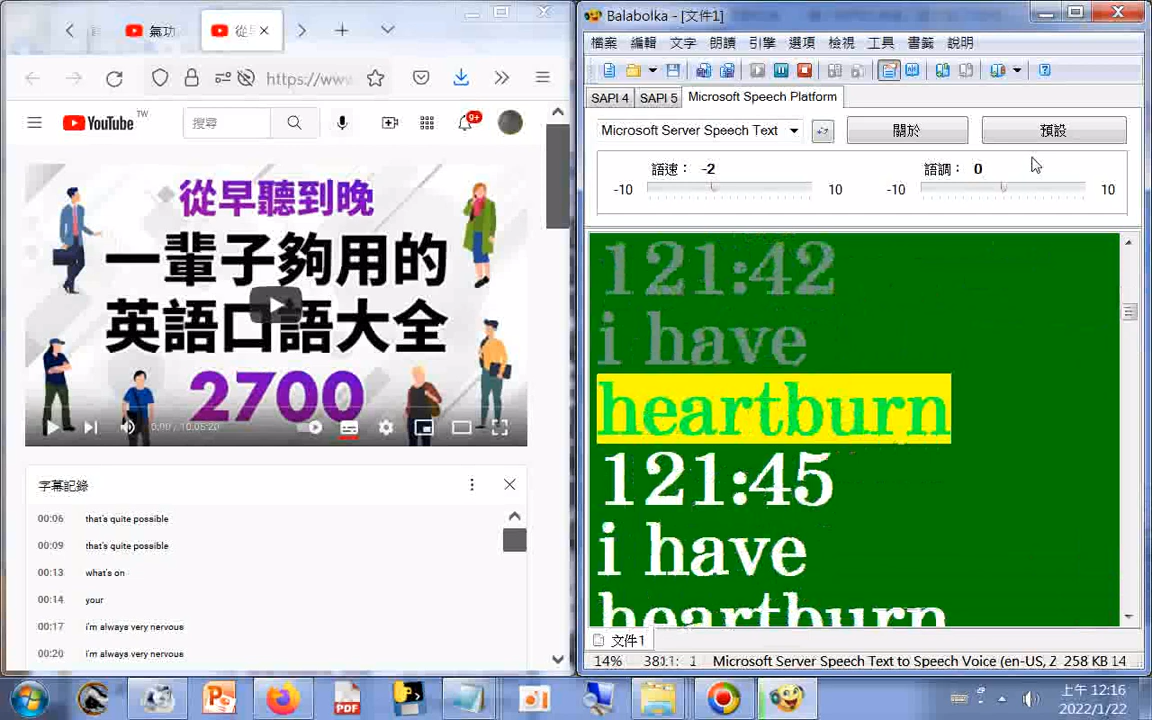 氣功
從
https://www
YouTube TW
搜尋
9+
從早聽到晚
一輩子夠用的
英語口語大全
2700
0:00 / 10:05:20
字幕記錄
00:06 that's quite possible
00:09 that's quite possible
00:13 what's on
00:14 your
00:17 i'm always very nervous
00:20 i'm always very nervous
Balabolka - [文件1]
檔案 編輯 文字 朗讀 引擎 選項 檢視 工具 書籤 說明
SAPI 4 SAPI 5 Microsoft Speech Platform
Microsoft Server Speech Text
關於
預設
語速： -2
-10 10
語調： 0
-10 10
121:42
i have
heartburn
121:45
i have
heartburn
文件1
14% 381: 1 Microsoft Server Speech Text to Speech Voice (en-US, 2 258 KB 14
PDF
上午 12:16
2022/1/22